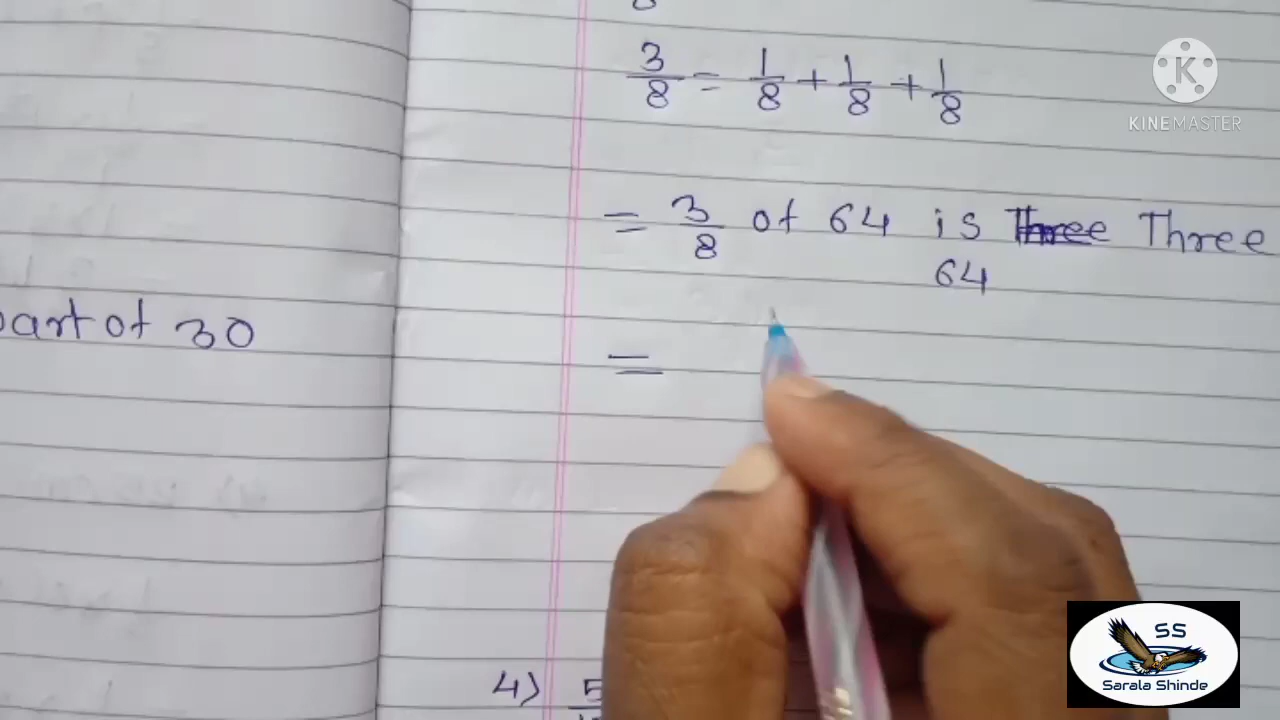 3/8 = 1/8 + 1/8 + 1/8
= 3/8 of 64 is Three
64
part of 30
=
4) 5
KINEMASTER
SS
Sarala Shinde